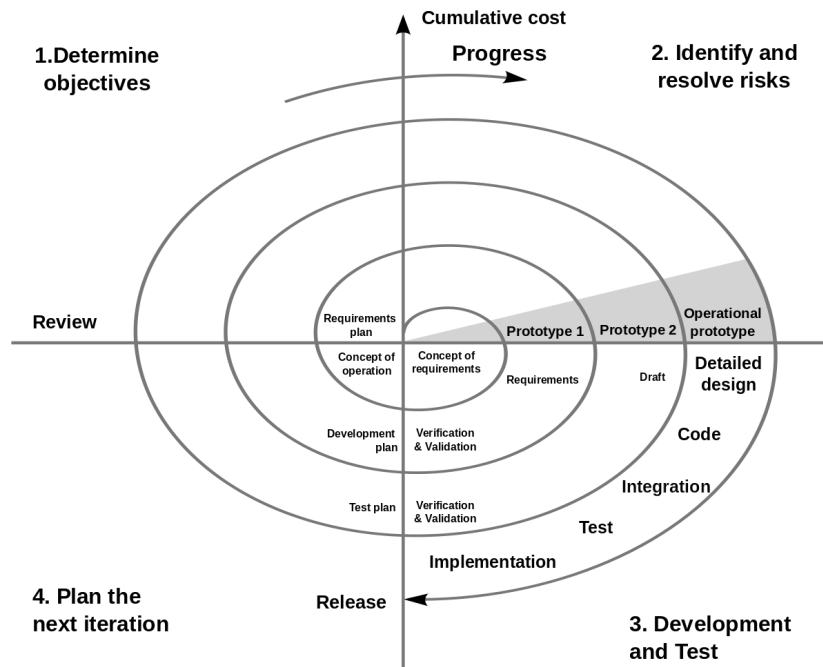 Cumulative cost
Progress
1.Determine
objectives
2. Identify and
resolve risks
Review
Requirements
plan
Prototype 1
Prototype 2
Operational
prototype
Concept of
operation
Concept of
requirements
Requirements
Draft
Detailed
design
Code
Development
plan
Verification
& Validation
Integration
Test plan
Verification
& Validation
Test
Implementation
Release
4. Plan the
next iteration
3. Development
and Test